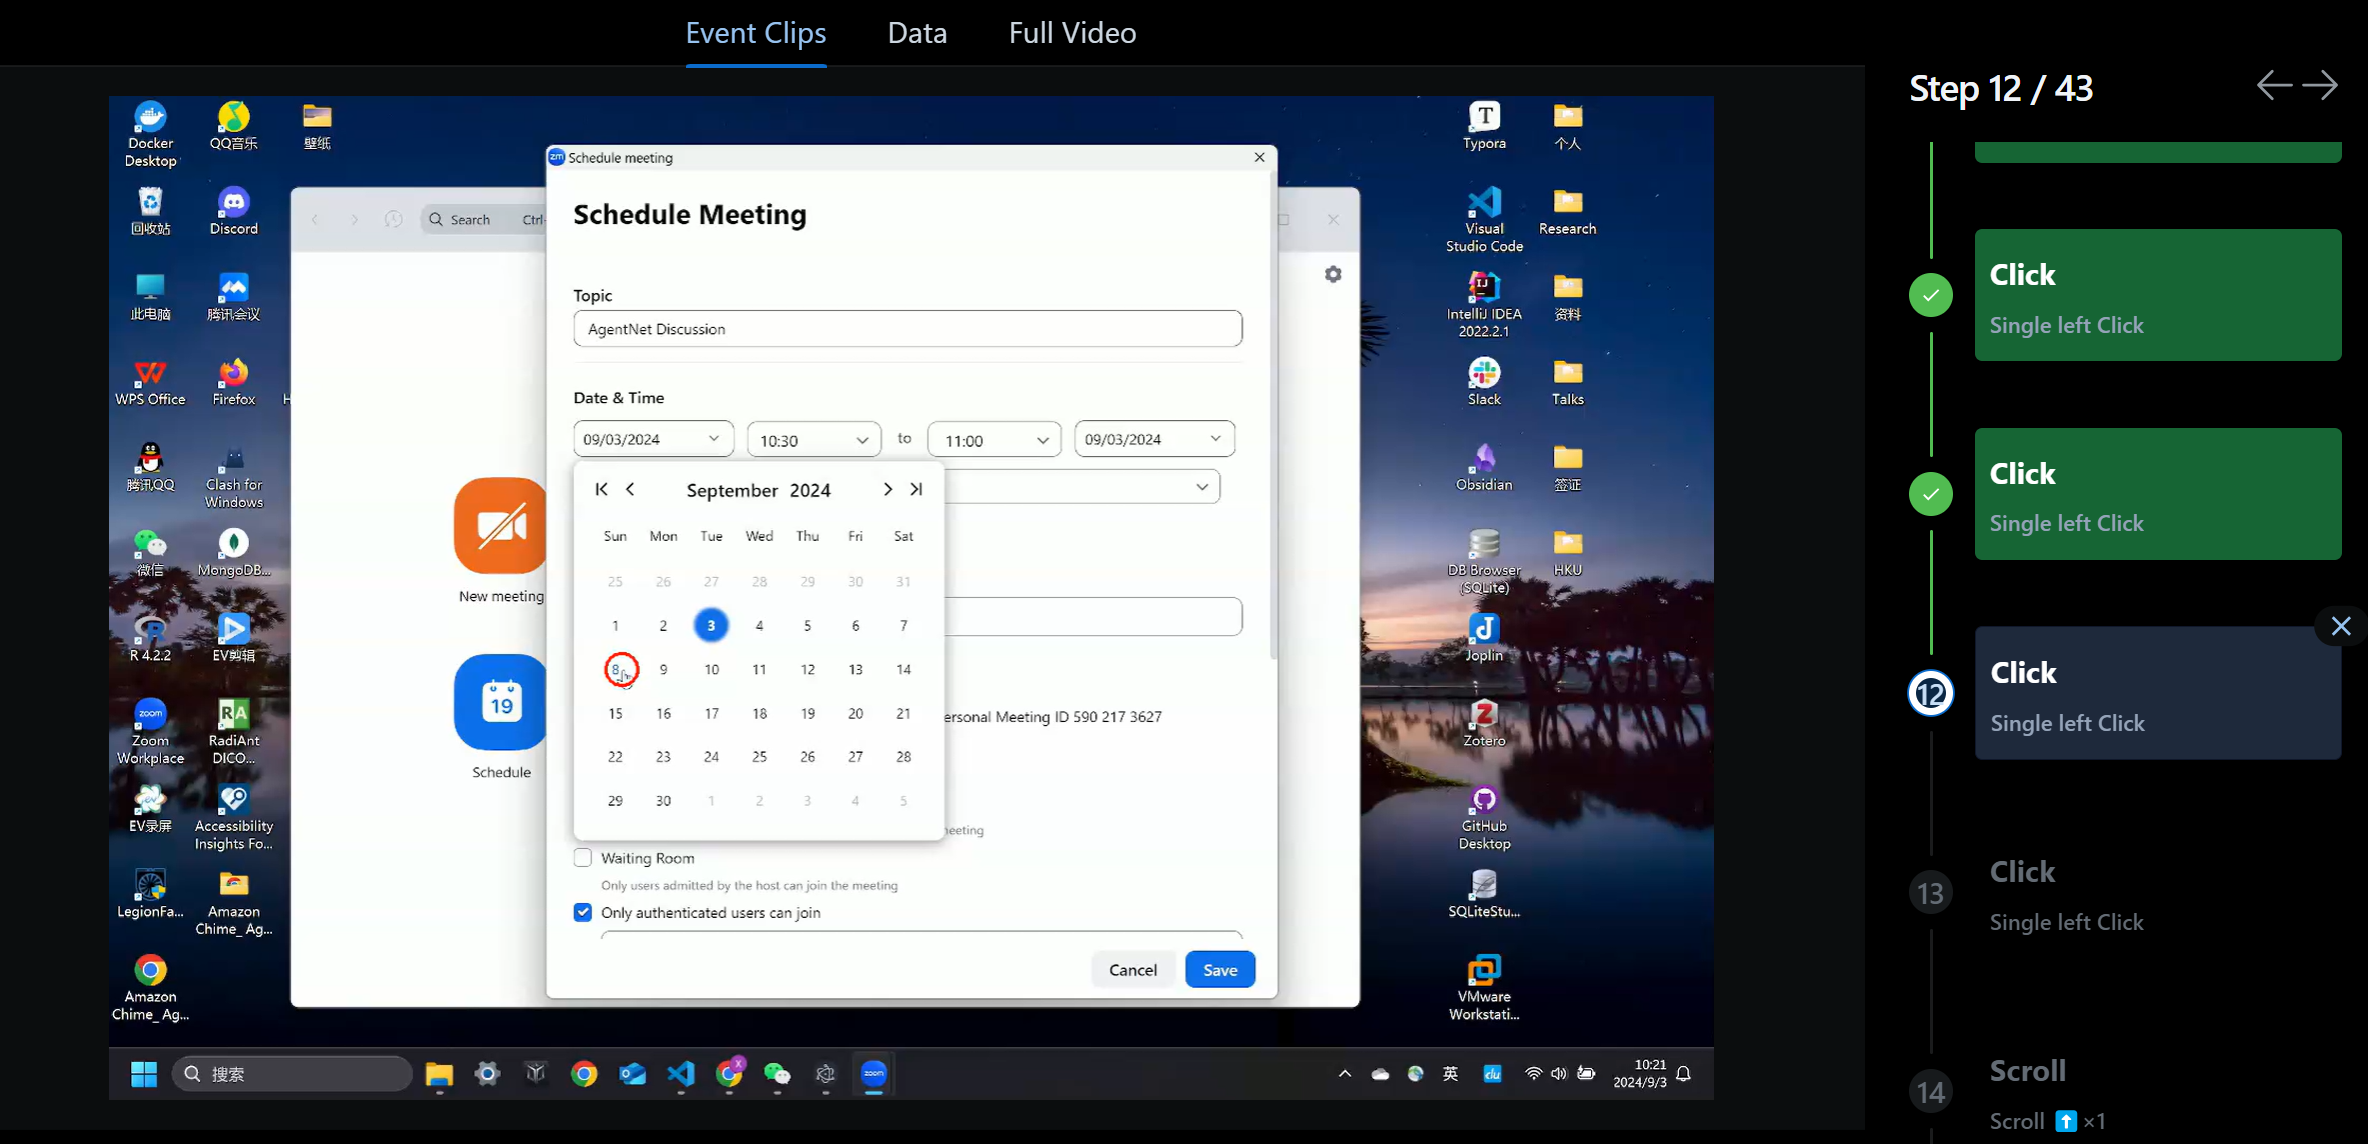 Event Clips
Data
Full Video
Step 12 / 43
Docker Desktop
QQ音乐
壁纸
回收站
Discord
此电脑
腾讯会议
WPS Office
Firefox
H
腾讯QQ
Clash for Windows
微信
MongoDB...
R 4.2.2
EV剪辑
Zoom Workplace
RadiAnt DICO...
EV录屏
Accessibility Insights Fo...
LegionFa...
Amazon Chime_ Ag...
Amazon Chime_ Ag...
Search
Ctrl-
New meeting
19
Schedule
zm Schedule meeting
Schedule Meeting
Topic
AgentNet Discussion
Date & Time
09/03/2024
10:30
to
11:00
09/03/2024
September 2024
Sun Mon Tue Wed Thu Fri Sat
25 26 27 28 29 30 31
1 2 3 4 5 6 7
8 9 10 11 12 13 14
15 16 17 18 19 20 21
22 23 24 25 26 27 28
29 30 1 2 3 4 5
ersonal Meeting ID 590 217 3627
eeting
Waiting Room
Only users admitted by the host can join the meeting
Only authenticated users can join
Cancel
Save
Typora
个人
Visual Studio Code
Research
IntelliJ IDEA 2022.2.1
资料
Slack
Talks
Obsidian
签证
DB Browser (SQLite)
HKU
Joplin
Zotero
GitHub Desktop
SQLiteStu...
VMware Workstati...
搜索
zoom
英
du
10:21
2024/9/3
Click
Single left Click
Click
Single left Click
12
Click
Single left Click
13
Click
Single left Click
14
Scroll
Scroll ⬆ ×1